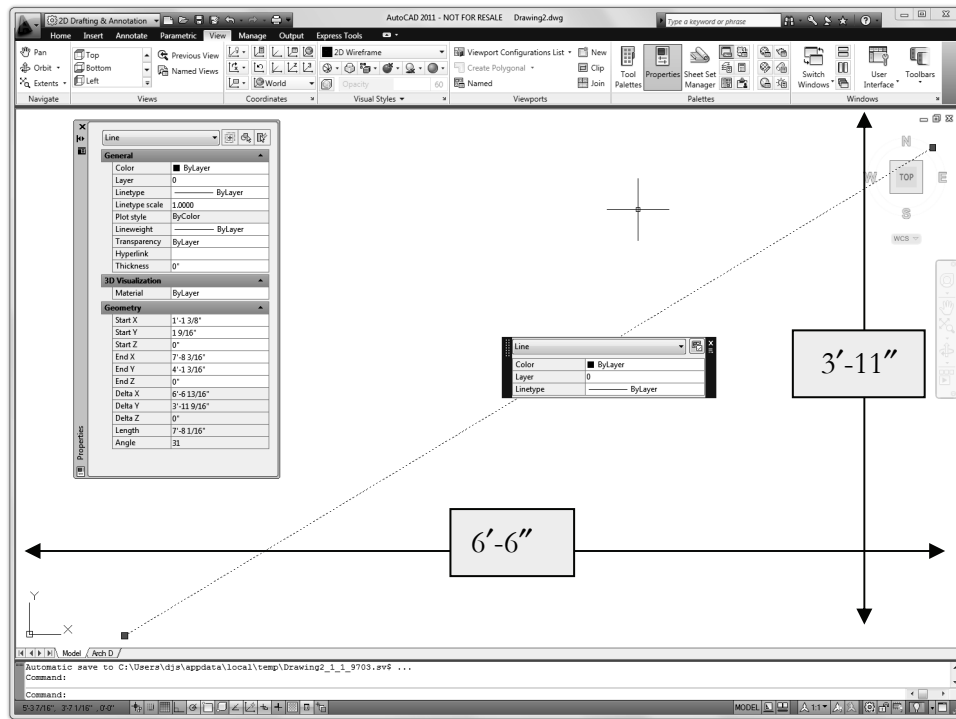 2D Drafting & Annotation
AutoCAD 2011 - NOT FOR RESALE Drawing2.dwg
Type a keyword or phrase
Home Insert Annotate Parametric View Manage Output Express Tools
Pan
Orbit
Extents
Navigate
Top
Bottom
Left
Previous View
Named Views
Views
World
Coordinates
2D Wireframe
Opacity 60
Visual Styles
Viewport Configurations List
Create Polygonal
Named
New
Clip
Join
Viewports
Tool Palettes
Properties
Sheet Set Manager
Palettes
Switch Windows
User Interface
Toolbars
Windows
Line
General
Color ByLayer
Layer 0
Linetype ByLayer
Linetype scale 1.0000
Plot style ByColor
Lineweight ByLayer
Transparency ByLayer
Hyperlink
Thickness 0"
3D Visualization
Material ByLayer
Geometry
Start X 1'-1 3/8"
Start Y 1 9/16"
Start Z 0"
End X 7'-8 3/16"
End Y 4'-1 3/16"
End Z 0"
Delta X 6'-6 13/16"
Delta Y 3'-11 9/16"
Delta Z 0"
Length 7'-8 1/16"
Angle 31
Properties
N
W TOP E
S
WCS
Line
Color ByLayer
Layer 0
Linetype ByLayer
3′-11″
6′-6″
Y
X
Model Arch D
Automatic save to C:\Users\djs\appdata\local\temp\Drawing2_1_1_9703.sv$ ...
Command:
Command:
5'-3 7/16", 3'-7 1/16" , 0'-0"
MODEL
1:1